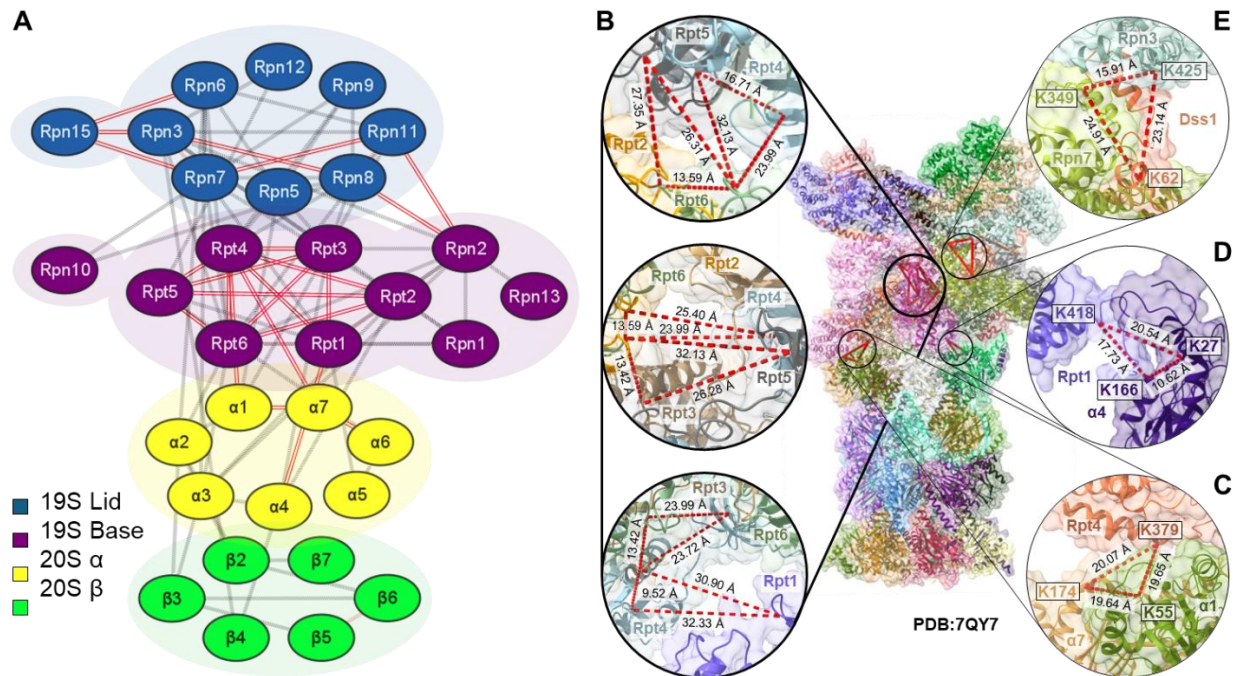 A
Rpn12
Rpn6
Rpn9
Rpn15
Rpn3
Rpn11
Rpn7
Rpn8
Rpn5
Rpt4
Rpt3
Rpn2
Rpn10
Rpt5
Rpt2
Rpn13
Rpt6
Rpt1
Rpn1
α1
α7
α2
α6
α3
α4
α5
β2
β7
β3
β6
β4
β5
19S Lid
19S Base
20S α
20S β
B
Rpt5
Rpt4
16.71 Å
27.35 Å
32.13 Å
26.31 Å
23.99 Å
Rpt2
13.59 Å
Rpt6
Rpt6
Rpt2
Rpt4
25.40 Å
13.59 Å
23.99 Å
32.13 Å
13.42 Å
26.28 Å
Rpt5
Rpt3
Rpt3
23.99 Å
Rpt6
13.42 Å
23.72 Å
Rpt1
30.90 Å
9.52 Å
Rpt4
32.33 Å
PDB:7QY7
E
Rpn3
15.91 Å
K425
K349
Dss1
24.91 Å
23.14 Å
Rpn7
K62
D
K418
20.54 Å
K27
17.73 Å
10.62 Å
Rpt1
K166
α4
C
Rpt4
K379
20.07 Å
19.65 Å
K174
19.64 Å
K55
α1
α7